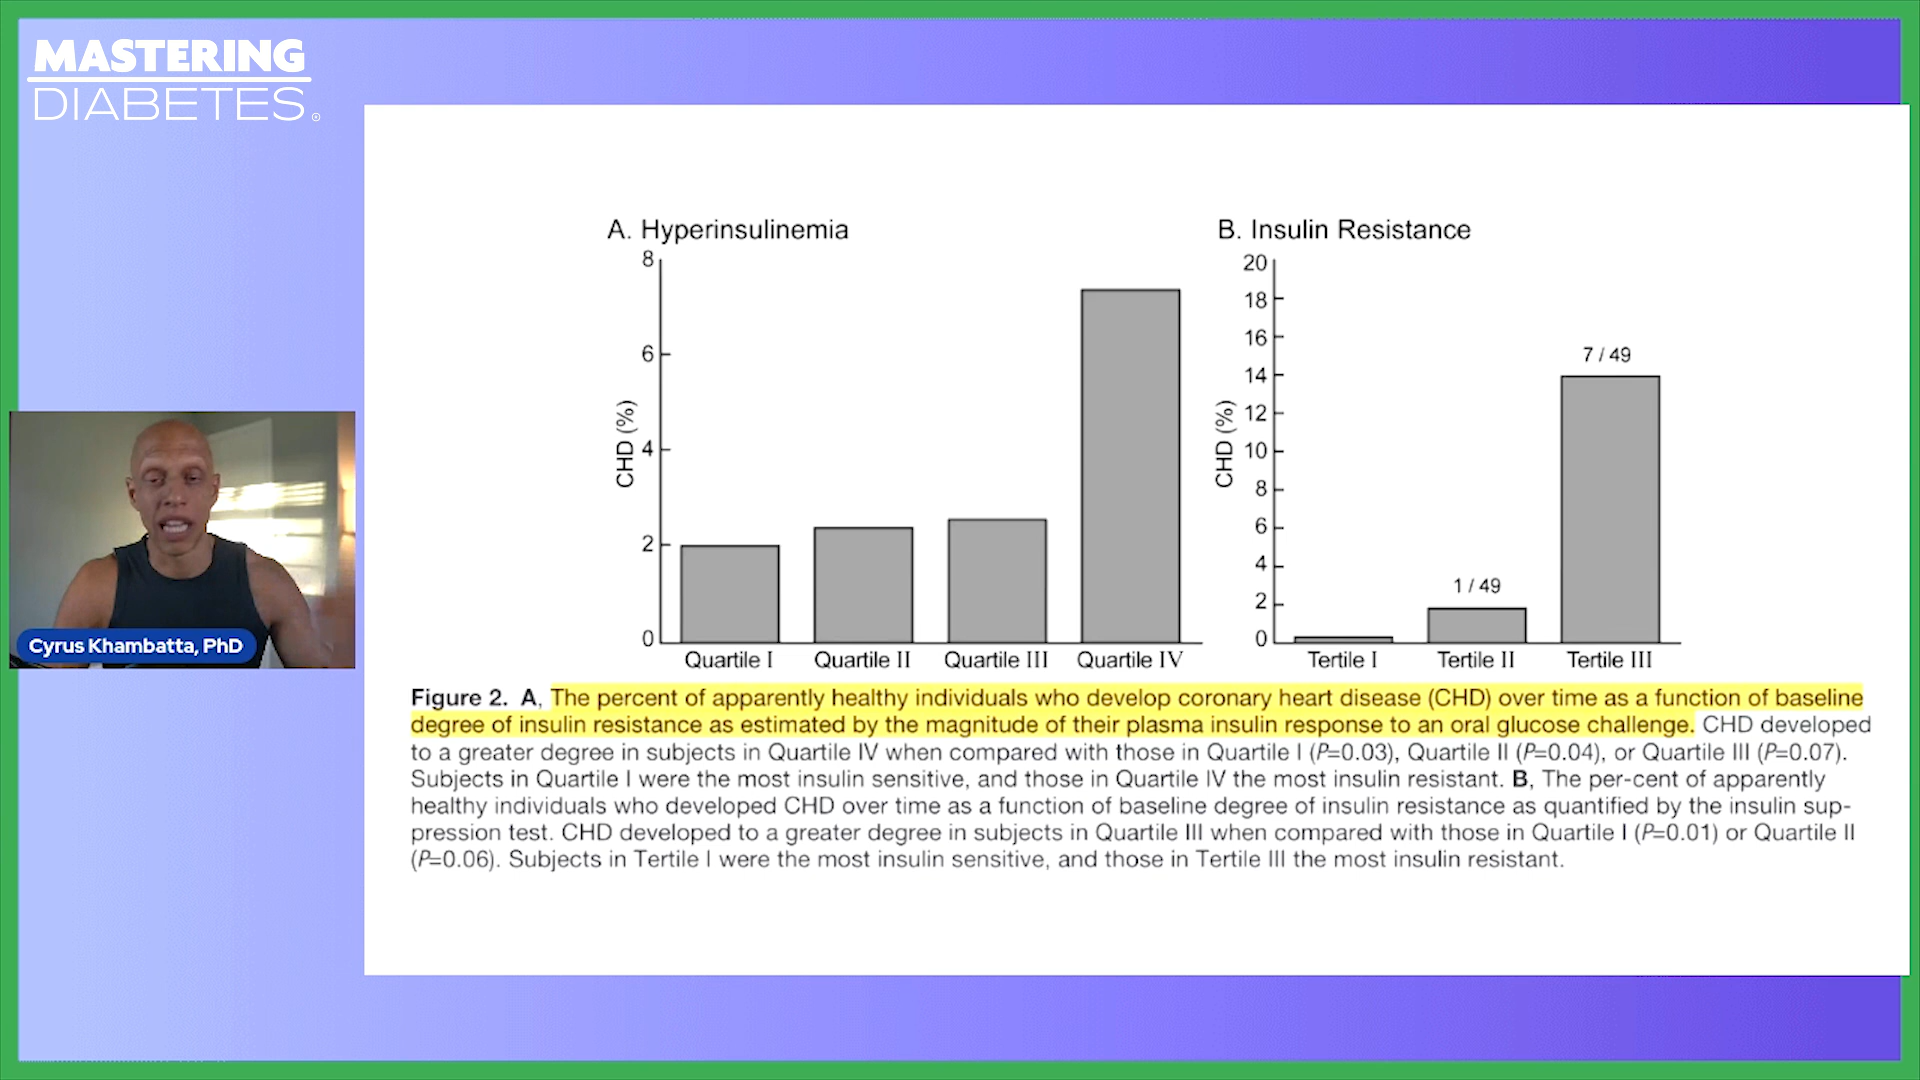 MASTERING
DIABETES®
A. Hyperinsulinemia
8
6
4
2
0
CHD (%)
Quartile I
Quartile II
Quartile III
Quartile IV
B. Insulin Resistance
20
18
16
14
12
10
8
6
4
2
0
CHD (%)
1 / 49
7 / 49
Tertile I
Tertile II
Tertile III
Cyrus Khambatta, PhD
Figure 2. A, The percent of apparently healthy individuals who develop coronary heart disease (CHD) over time as a function of baseline
degree of insulin resistance as estimated by the magnitude of their plasma insulin response to an oral glucose challenge. CHD developed
to a greater degree in subjects in Quartile IV when compared with those in Quartile I (P=0.03), Quartile II (P=0.04), or Quartile III (P=0.07).
Subjects in Quartile I were the most insulin sensitive, and those in Quartile IV the most insulin resistant. B, The per-cent of apparently
healthy individuals who developed CHD over time as a function of baseline degree of insulin resistance as quantified by the insulin sup-
pression test. CHD developed to a greater degree in subjects in Quartile III when compared with those in Quartile I (P=0.01) or Quartile II
(P=0.06). Subjects in Tertile I were the most insulin sensitive, and those in Tertile III the most insulin resistant.